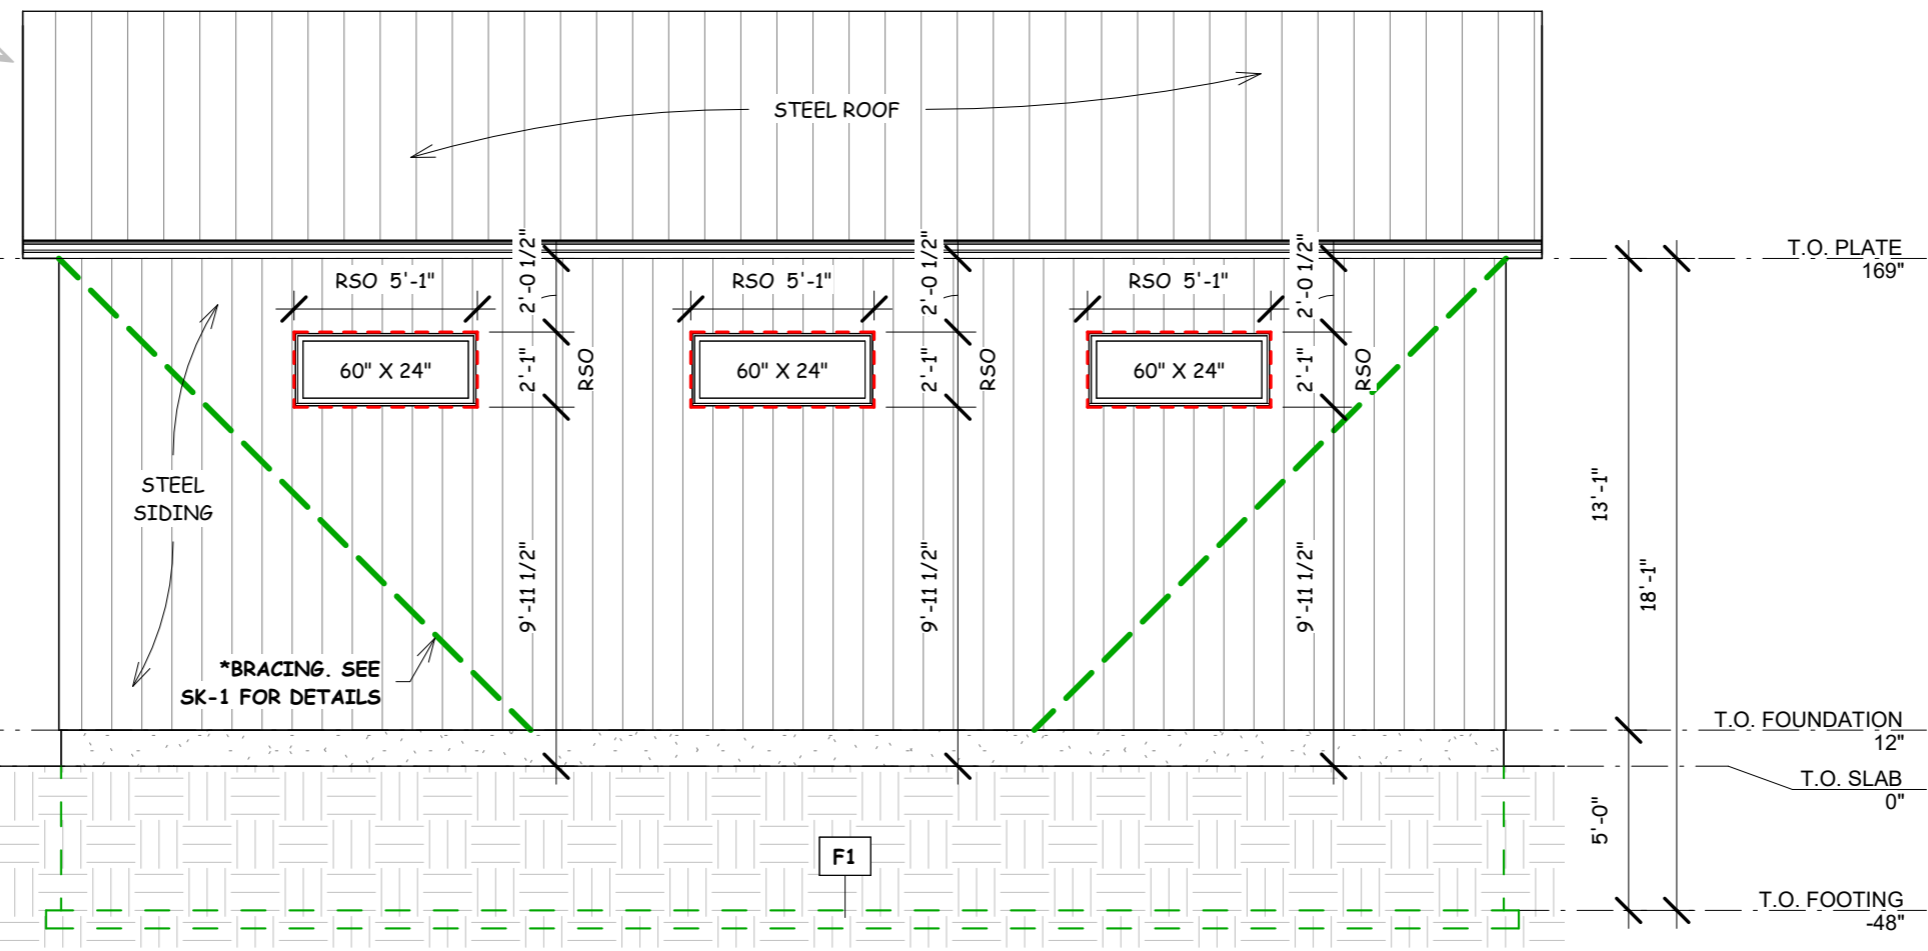 STEEL ROOF
T.O. PLATE
169"
RSO 5'-1"
2'-0 1/2"
RSO 5'-1"
2'-0 1/2"
RSO 5'-1"
2'-0 1/2"
60" X 24"
2'-1"
RSO
60" X 24"
2'-1"
RSO
60" X 24"
2'-1"
RSO
STEEL
SIDING
13'-1"
9'-11 1/2"
9'-11 1/2"
9'-11 1/2"
18'-1"
*BRACING. SEE
SK-1 FOR DETAILS
T.O. FOUNDATION
12"
T.O. SLAB
0"
5'-0"
F1
T.O. FOOTING
-48"